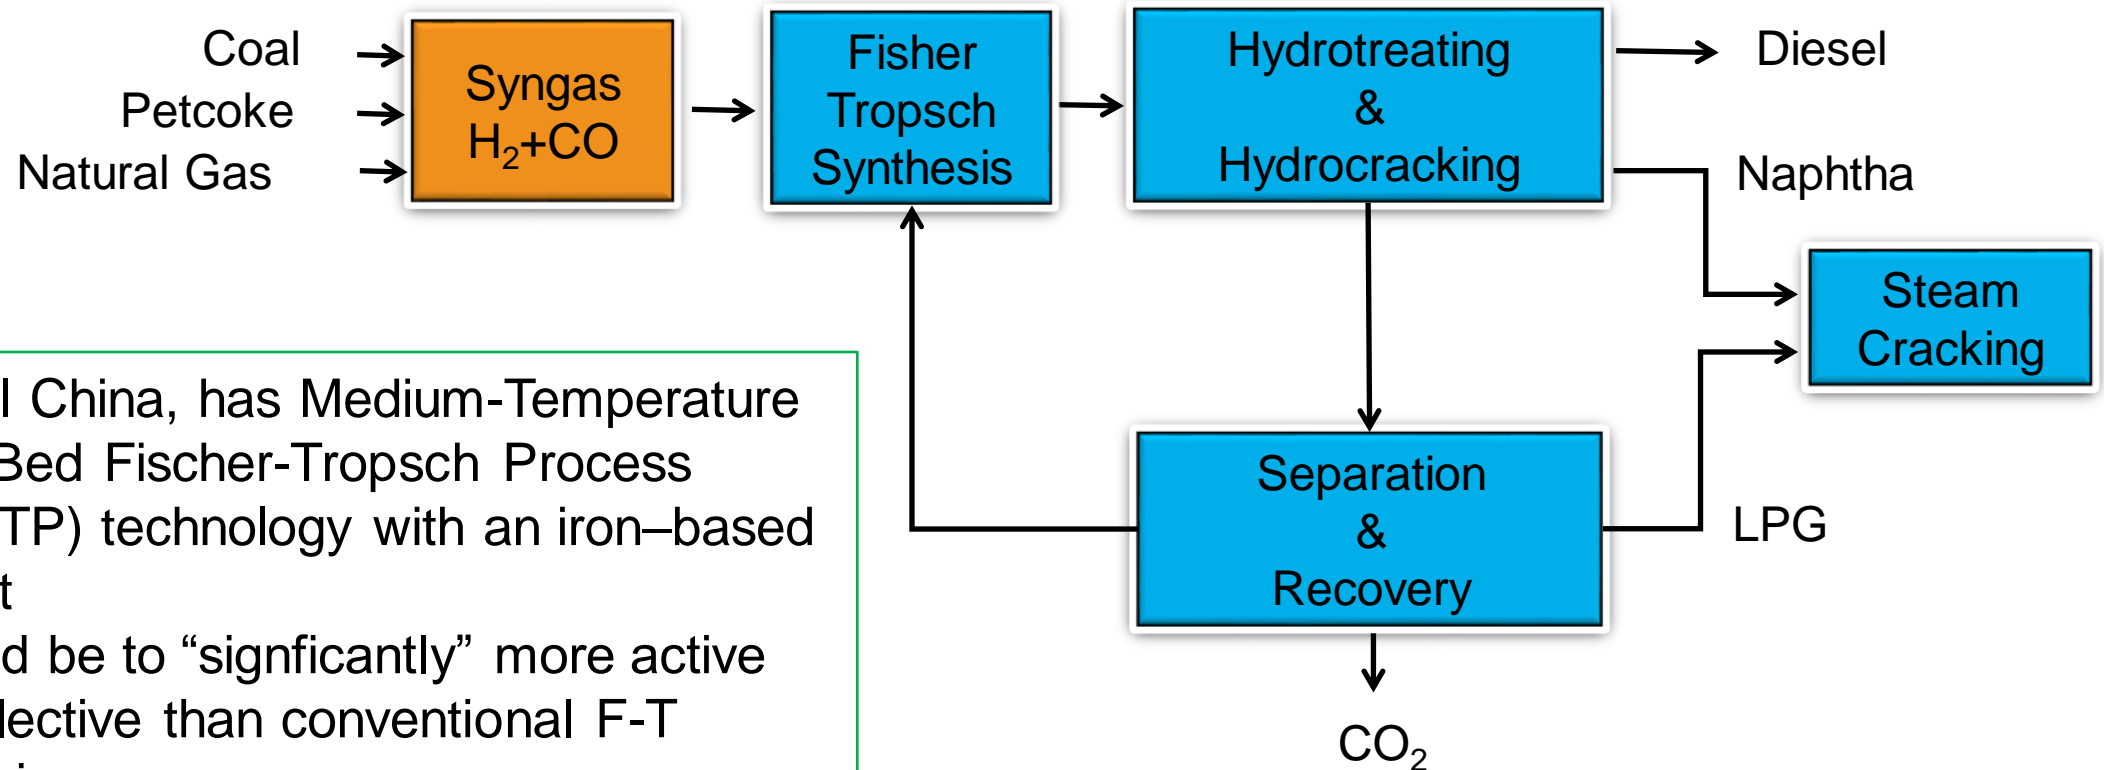 Coal
Petcoke
Natural Gas
Syngas
H₂+CO
Fisher
Tropsch
Synthesis
Hydrotreating
&
Hydrocracking
Diesel
Naphtha
Steam
Cracking
Separation
&
Recovery
LPG
CO₂
l China, has Medium-Temperature
Bed Fischer-Tropsch Process
TP) technology with an iron–based
t
d be to “signficantly” more active
lective than conventional F-T